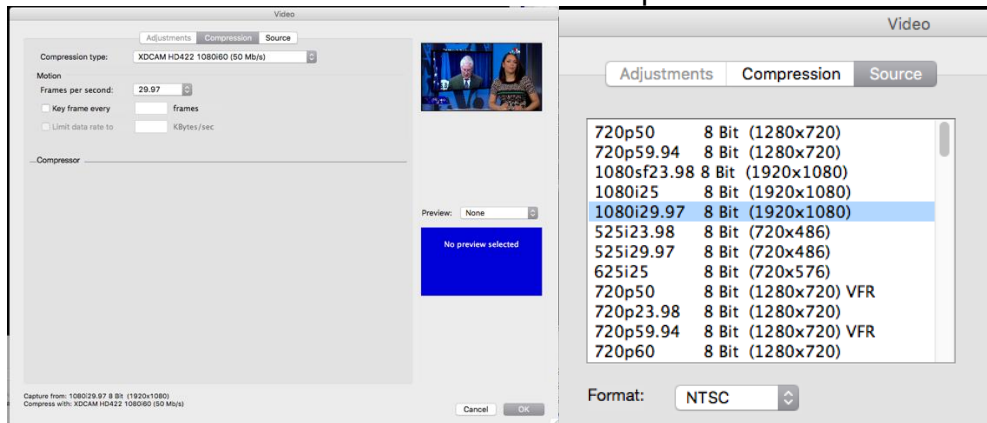 Video
Adjustments Compression Source
Compression type: XDCAM HD422 1080i60 (50 Mb/s)
Motion
Frames per second: 29.97
Key frame every frames
Limit data rate to KBytes/sec
Compressor
Preview: None
No preview selected
Capture from: 1080i29.97 8 Bit (1920x1080)
Compress with: XDCAM HD422 1080i60 (50 Mb/s)
Cancel OK
Video
Adjustments Compression Source
720p50 8 Bit (1280x720)
720p59.94 8 Bit (1280x720)
1080sf23.98 8 Bit (1920x1080)
1080i25 8 Bit (1920x1080)
1080i29.97 8 Bit (1920x1080)
525i23.98 8 Bit (720x486)
525i29.97 8 Bit (720x486)
625i25 8 Bit (720x576)
720p50 8 Bit (1280x720) VFR
720p23.98 8 Bit (1280x720)
720p59.94 8 Bit (1280x720) VFR
720p60 8 Bit (1280x720)
Format: NTSC